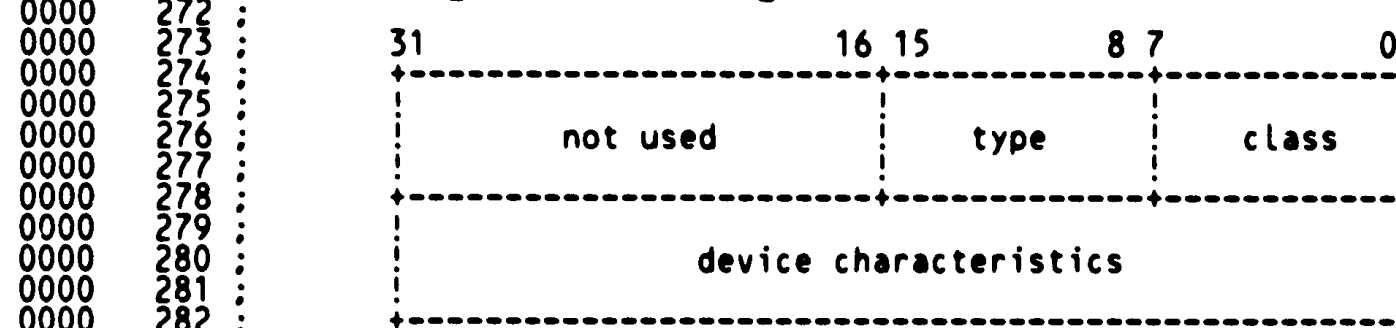 0000 272 ;
0000 273 ; 31 16 15 8 7 0
0000 274 ; +---------------+--------+--------
0000 275 ; : : :
0000 276 ; : not used : type : class
0000 277 ; : : :
0000 278 ; +---------------+--------+--------
0000 279 ; :
0000 280 ; : device characteristics
0000 281 ; :
0000 282 ; +---------------------------------